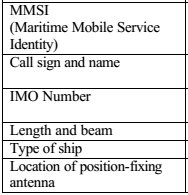 MMSI
(Maritime Mobile Service
Identity)
Call sign and name
IMO Number
Length and beam
Type of ship
Location of position-fixing
antenna